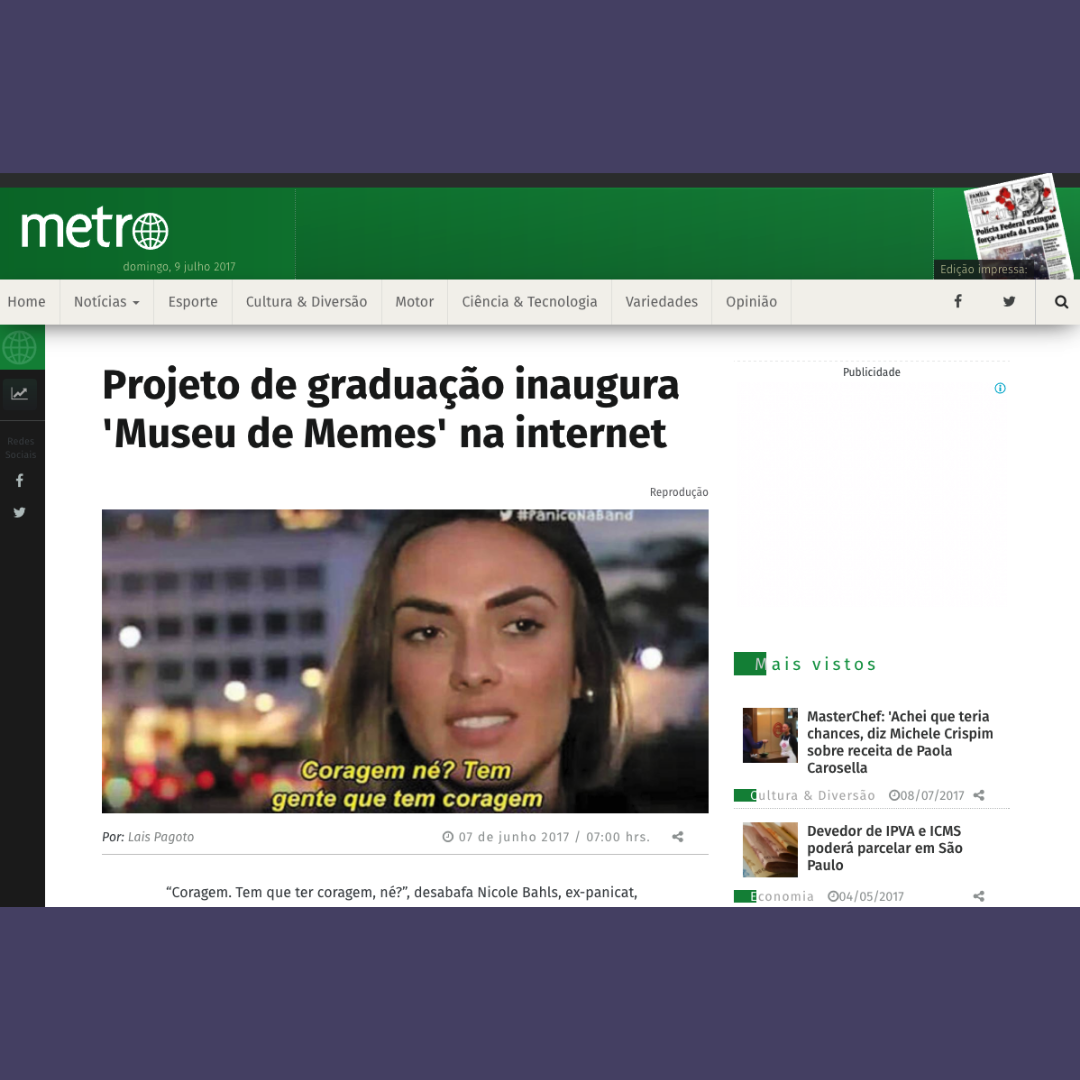 metro
domingo, 9 julho 2017
Polícia Federal extingue
força-tarefa da Lava Jato
Edição impressa:
Home Notícias Esporte Cultura & Diversão Motor Ciência & Tecnologia Variedades Opinião
Redes
Sociais
Projeto de graduação inaugura
'Museu de Memes' na internet
Reprodução
#PanicoNaBand
Coragem né? Tem
gente que tem coragem
Por: Lais Pagoto 07 de junho 2017 / 07:00 hrs.
“Coragem. Tem que ter coragem, né?”, desabafa Nicole Bahls, ex-panicat,
Publicidade
Mais vistos
MasterChef: 'Achei que teria
chances, diz Michele Crispim
sobre receita de Paola
Carosella
Cultura & Diversão 08/07/2017
Devedor de IPVA e ICMS
poderá parcelar em São
Paulo
Economia 04/05/2017